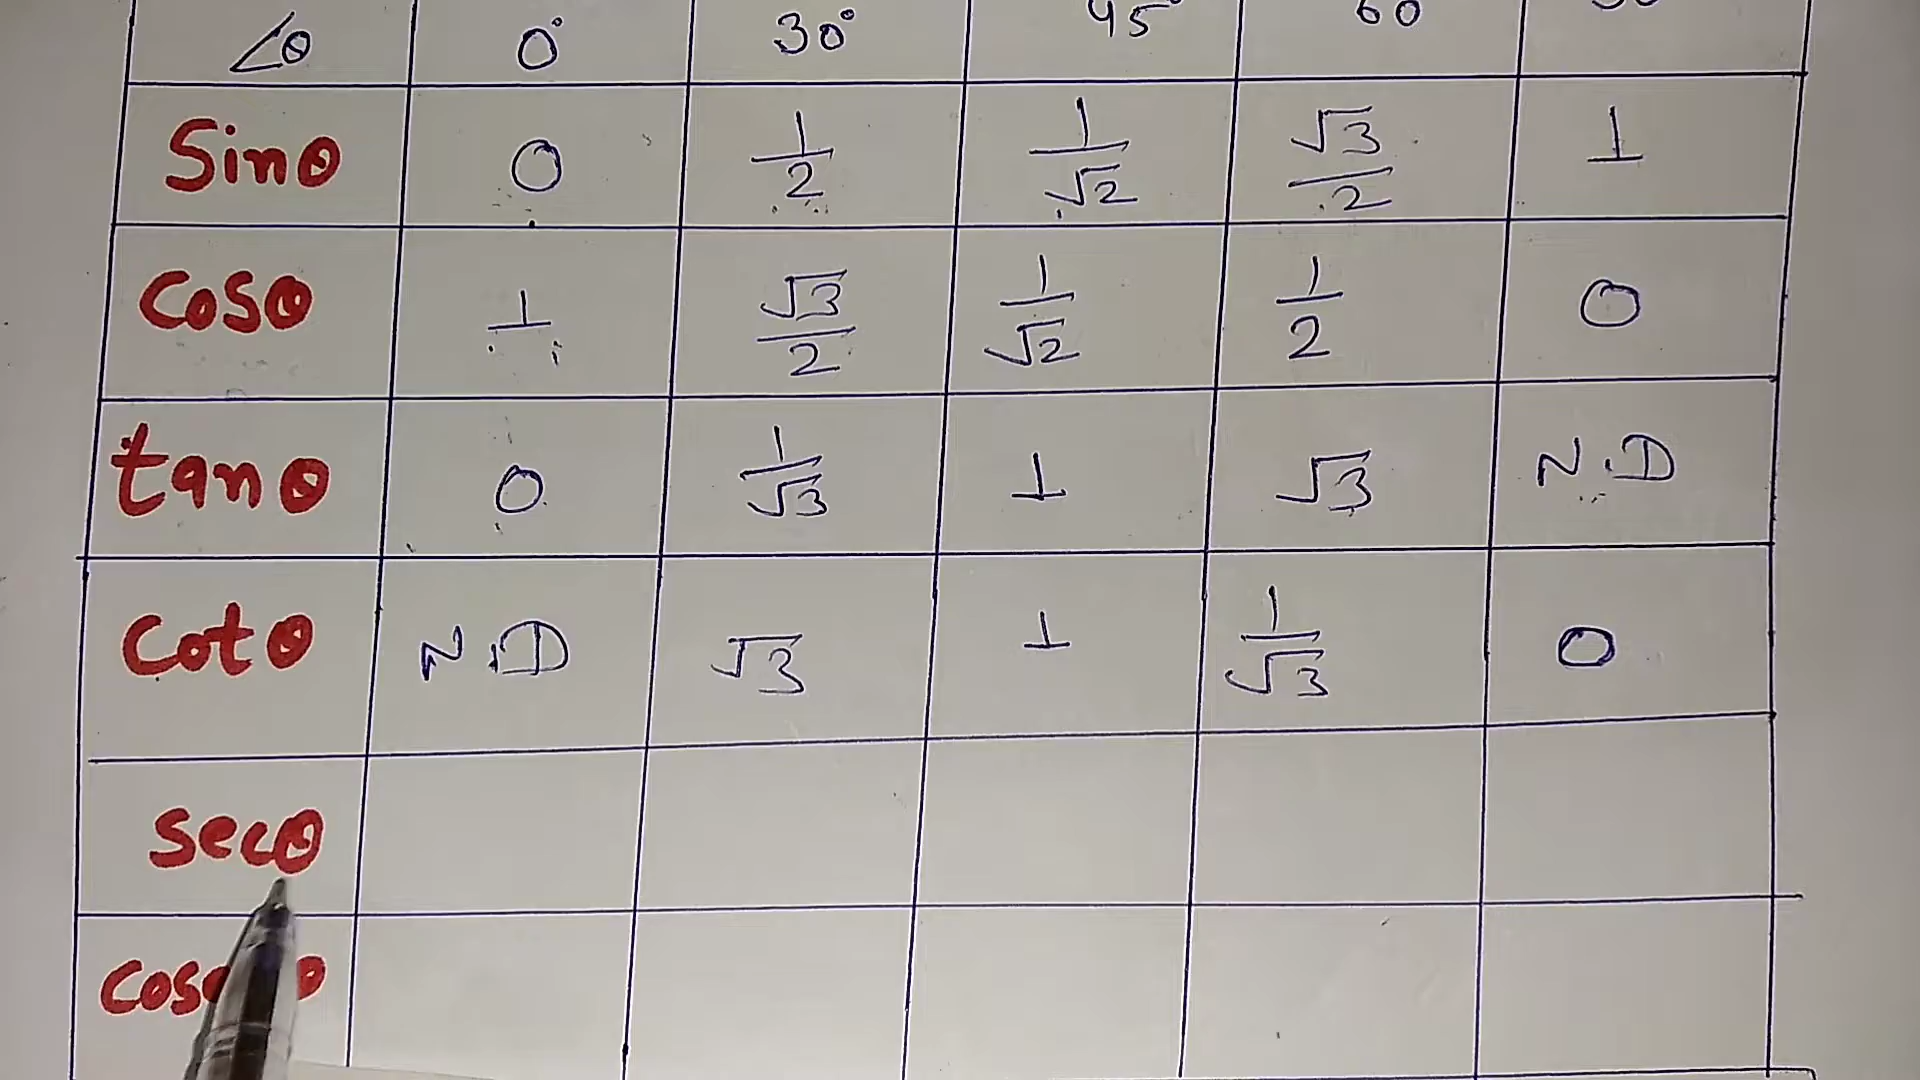 ∠θ 0° 30° 45° 60
Sinθ 0 1/2 1/√2 √3/2 1
cosθ 1 √3/2 1/√2 1/2 0
tanθ 0 1/√3 1 √3 N.D
cotθ N.D √3 1 1/√3 0
secθ